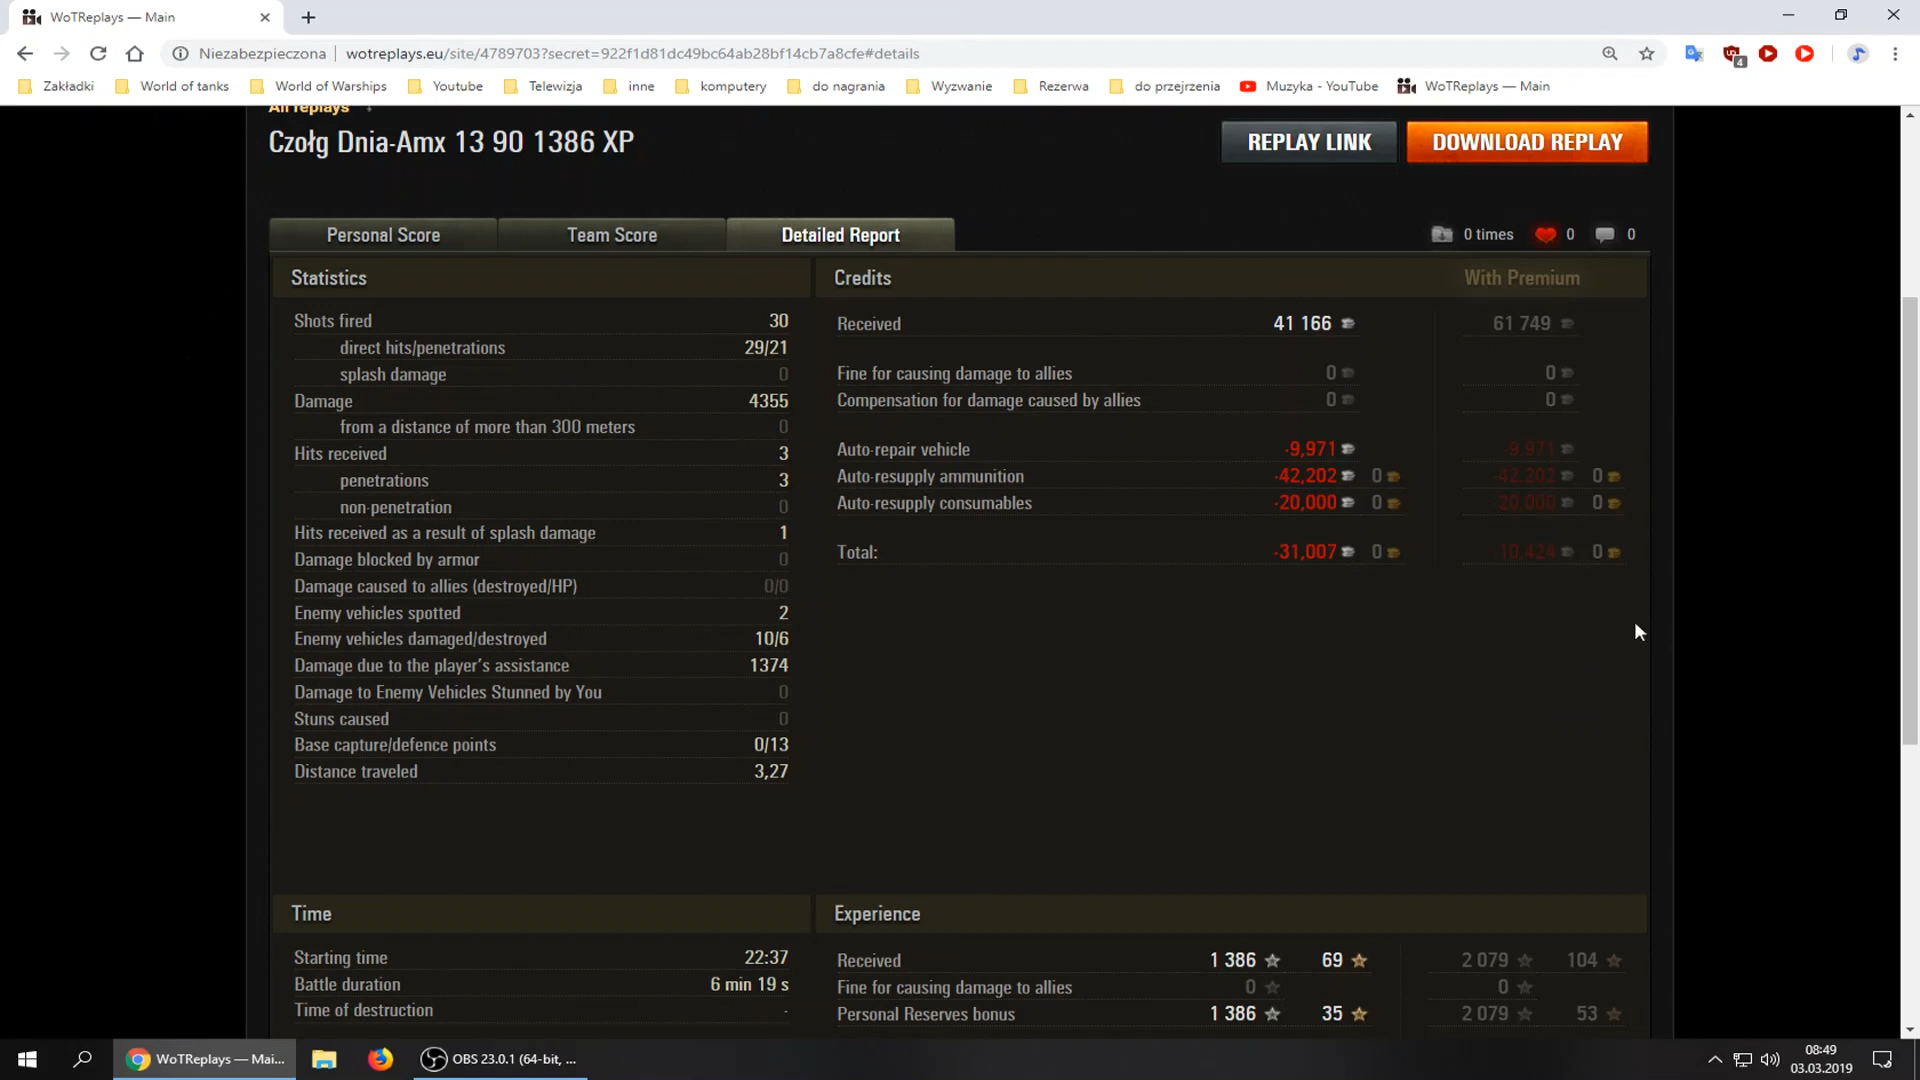 WoTReplays — Main
Niezabezpieczona
wotreplays.eu/site/4789703?secret=922f1d81dc49bc64ab28bf14cb7a8cfe#details
4
Zakładki World of tanks World of Warships Youtube Telewizja inne komputery do nagrania Wyzwanie Rezerwa do przejrzenia Muzyka - YouTube WoTReplays — Main
All replays
Czołg Dnia-Amx 13 90 1386 XP
REPLAY LINK DOWNLOAD REPLAY
Personal Score Team Score Detailed Report 0 times 0 0
Statistics Credits With Premium
Shots fired 30
direct hits/penetrations 29/21
splash damage 0
Damage 4355
from a distance of more than 300 meters 0
Hits received 3
penetrations 3
non-penetration 0
Hits received as a result of splash damage 1
Damage blocked by armor 0
Damage caused to allies (destroyed/HP) 0/0
Enemy vehicles spotted 2
Enemy vehicles damaged/destroyed 10/6
Damage due to the player's assistance 1374
Damage to Enemy Vehicles Stunned by You 0
Stuns caused 0
Base capture/defence points 0/13
Distance traveled 3,27
Received 41 166 61 749
Fine for causing damage to allies 0 0
Compensation for damage caused by allies 0 0
Auto-repair vehicle -9,971 -9,971
Auto-resupply ammunition -42,202 0 -42,202 0
Auto-resupply consumables -20,000 0 -20,000 0
Total: -31,007 0 -10,424 0
Time
Starting time 22:37
Battle duration 6 min 19 s
Time of destruction -
Experience
Received 1 386 69 2 079 104
Fine for causing damage to allies 0 0
Personal Reserves bonus 1 386 35 2 079 53
WoTReplays — Mai... OBS 23.0.1 (64-bit, ...
08:49
03.03.2019